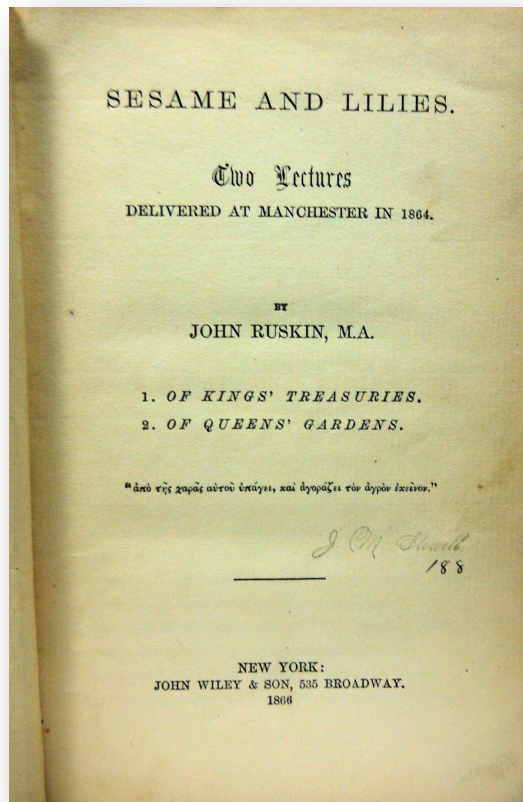 SESAME AND LILIES.
Two Lectures
DELIVERED AT MANCHESTER IN 1864.
BY
JOHN RUSKIN, M.A.
1. OF KINGS' TREASURIES.
2. OF QUEENS' GARDENS.
"ἀπὸ τῆς χαρᾶς αὐτοῦ ὑπάγει, καὶ ἀγοράζει τὸν ἀγρὸν ἐκεῖνον."
J. M.
188
NEW YORK:
JOHN WILEY & SON, 535 BROADWAY.
1866